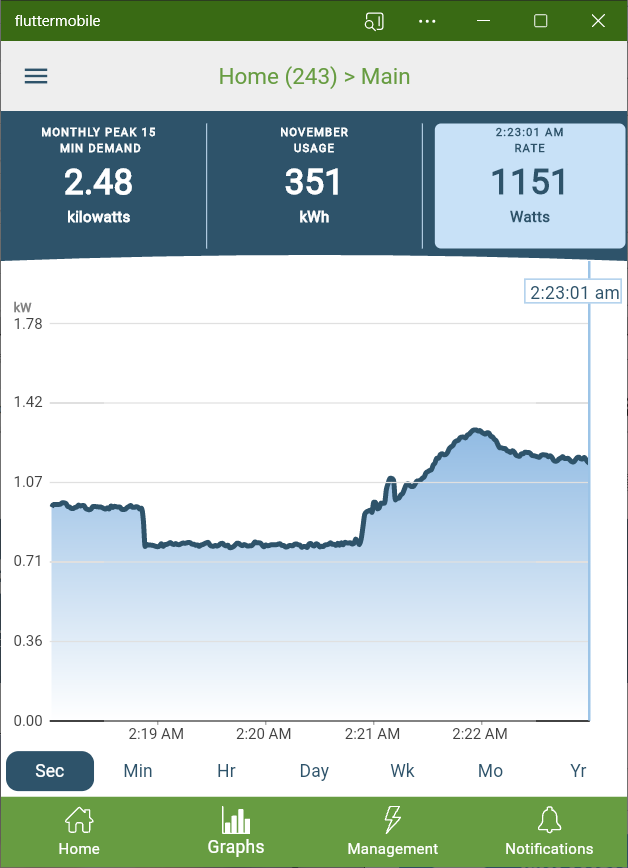 fluttermobile
Home (243) > Main
MONTHLY PEAK 15
MIN DEMAND
2.48
kilowatts
NOVEMBER
USAGE
351
kWh
2:23:01 AM
RATE
1151
Watts
2:23:01 am
kW
1.78
1.42
1.07
0.71
0.36
0.00
2:19 AM 2:20 AM 2:21 AM 2:22 AM
Sec Min Hr Day Wk Mo Yr
Home Graphs Management Notifications